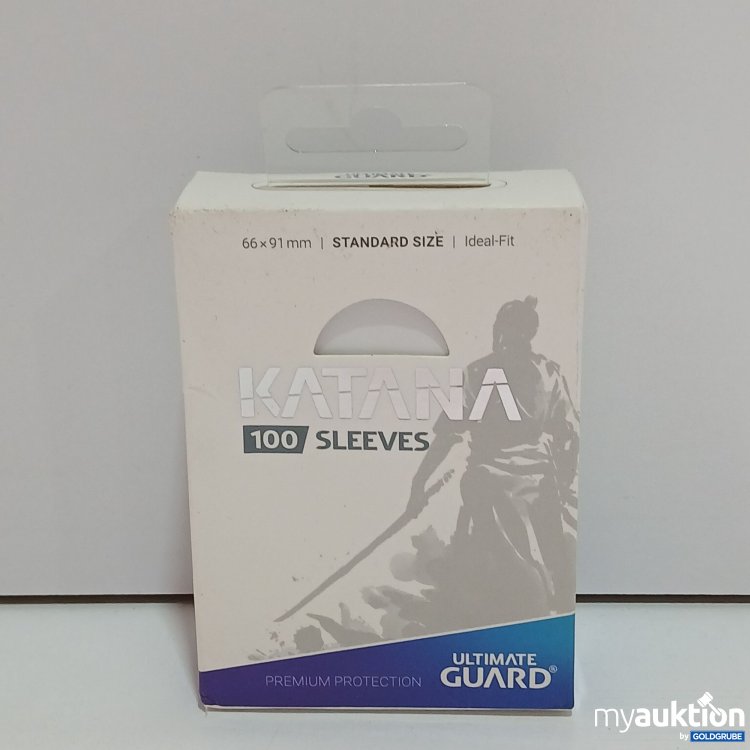 66 × 91 mm | STANDARD SIZE | Ideal-Fit
KATANA
100 SLEEVES
PREMIUM PROTECTION
ULTIMATE
GUARD®
myauktion
by GOLDGRUBE